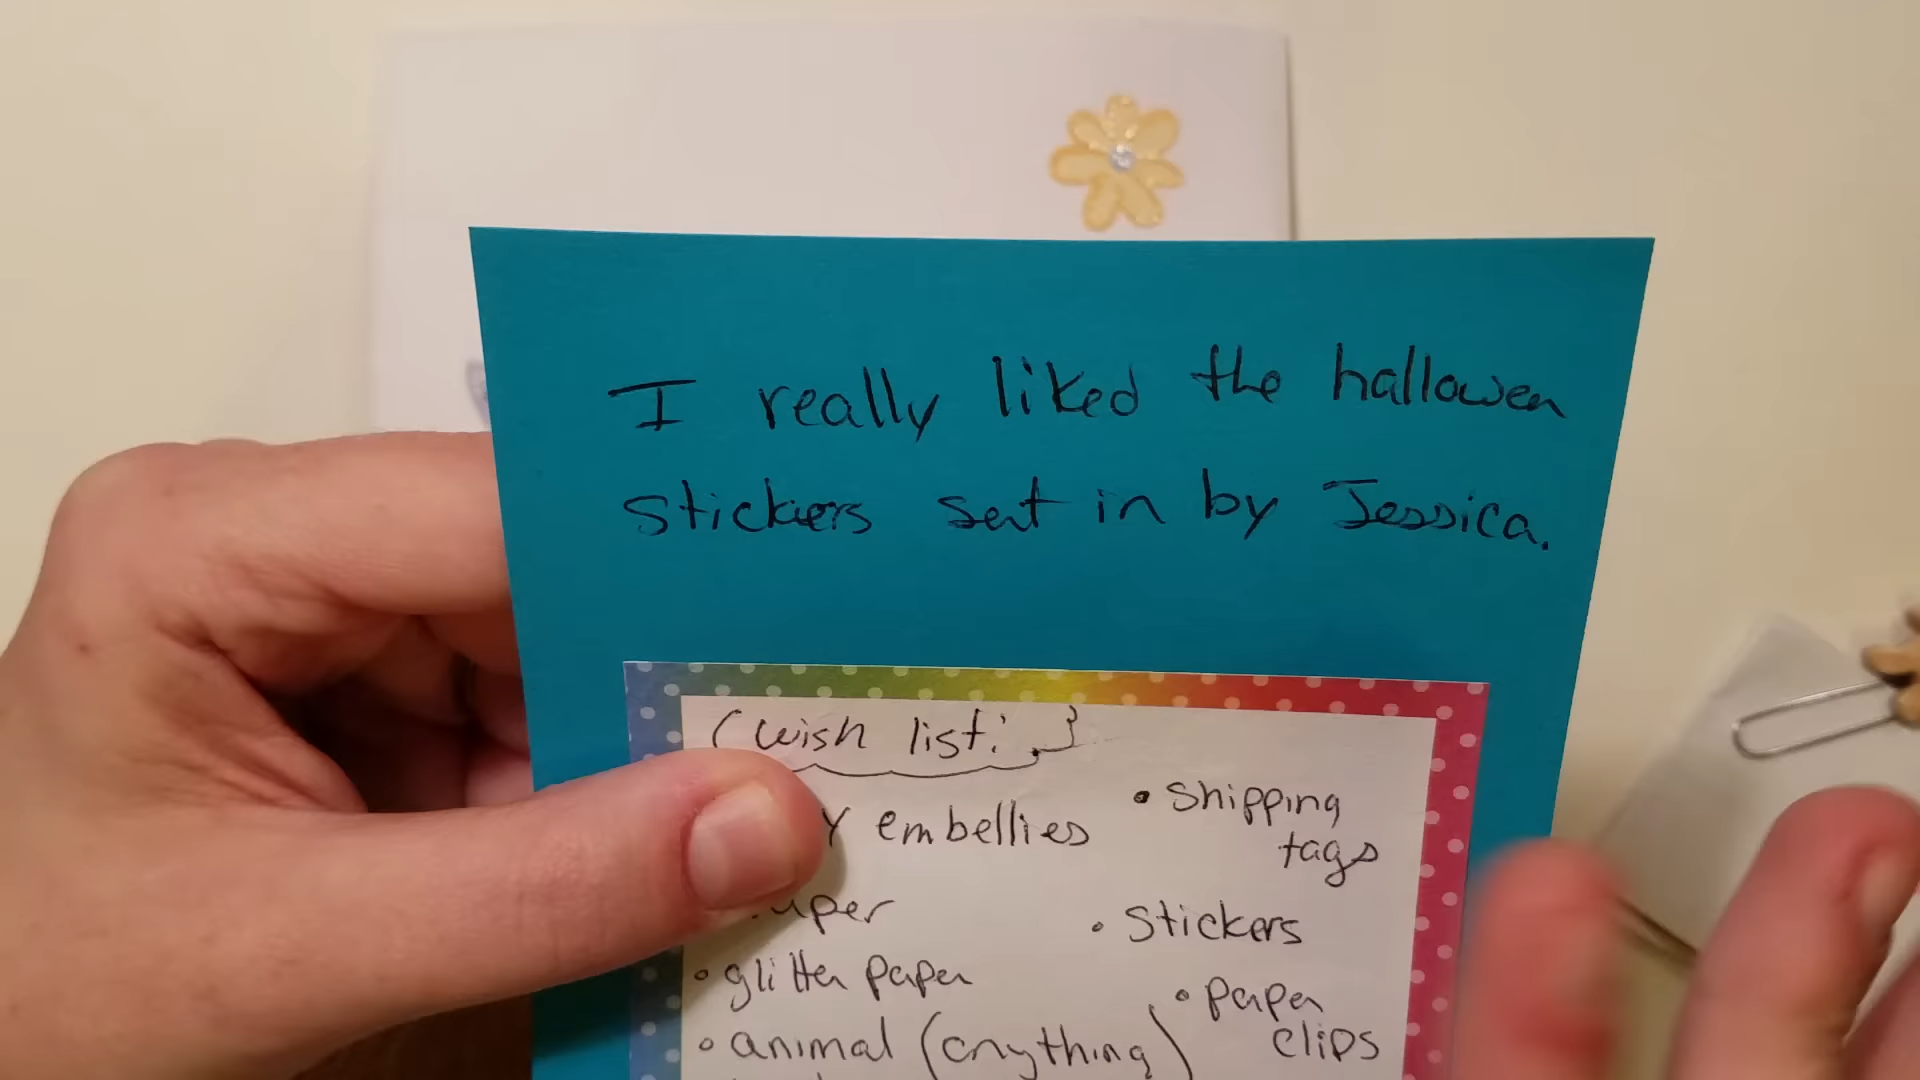 I really liked the hallowen
stickers sent in by Jessica.
(wish list:
embellies
• shipping
tags
• stickers
• glitter paper
• paper
clips
• animal (anything)